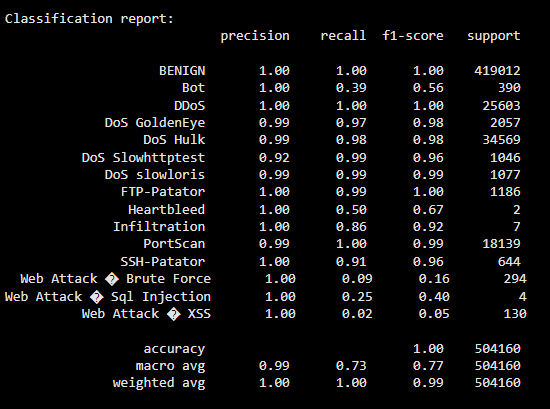 Classification report:
precision recall f1-score support
BENIGN 1.00 1.00 1.00 419012
Bot 1.00 0.39 0.56 390
DDoS 1.00 1.00 1.00 25603
DoS GoldenEye 0.99 0.97 0.98 2057
DoS Hulk 0.99 0.98 0.98 34569
DoS Slowhttptest 0.92 0.99 0.96 1046
DoS slowloris 0.99 0.99 0.99 1077
FTP-Patator 1.00 0.99 1.00 1186
Heartbleed 1.00 0.50 0.67 2
Infiltration 1.00 0.86 0.92 7
PortScan 0.99 1.00 0.99 18139
SSH-Patator 1.00 0.91 0.96 644
Web Attack � Brute Force 1.00 0.09 0.16 294
Web Attack � Sql Injection 1.00 0.25 0.40 4
Web Attack � XSS 1.00 0.02 0.05 130
accuracy 1.00 504160
macro avg 0.99 0.73 0.77 504160
weighted avg 1.00 1.00 0.99 504160